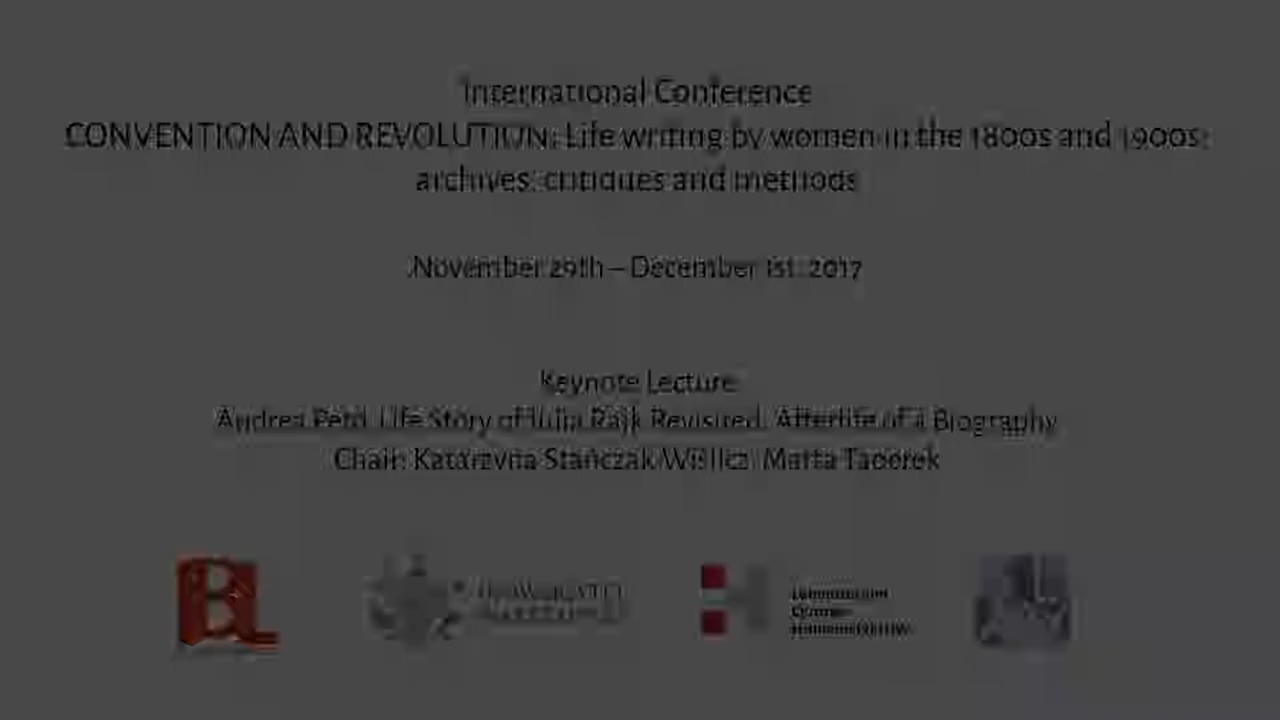 International Conference
CONVENTION AND REVOLUTION: Life writing by women in the 1800s and 1900s:
archives, critiques and methods
November 29th – December 1st, 2017
Keynote Lecture
Andrea Pető, Life Story of Julia Rajk Revisited. Afterlife of a Biography
Chair: Katarzyna Stańczak-Wiślicz, Marta Taperek